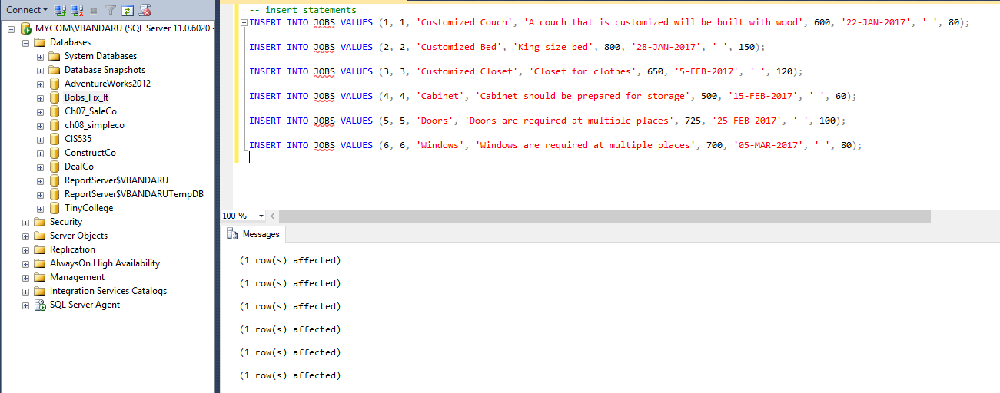 Connect
MYCOM\VBANDARU (SQL Server 11.0.6020 -
Databases
System Databases
Database Snapshots
AdventureWorks2012
Bobs_Fix_It
Ch07_SaleCo
ch08_simpleco
CIS535
ConstructCo
DealCo
ReportServer$VBANDARU
ReportServer$VBANDARUTempDB
TinyCollege
Security
Server Objects
Replication
AlwaysOn High Availability
Management
Integration Services Catalogs
SQL Server Agent
-- insert statements
INSERT INTO JOBS VALUES (1, 1, 'Customized Couch', 'A couch that is customized will be built with wood', 600, '22-JAN-2017', ' ', 80);
INSERT INTO JOBS VALUES (2, 2, 'Customized Bed', 'King size bed', 800, '28-JAN-2017', ' ', 150);
INSERT INTO JOBS VALUES (3, 3, 'Customized Closet', 'Closet for clothes', 650, '5-FEB-2017', ' ', 120);
INSERT INTO JOBS VALUES (4, 4, 'Cabinet', 'Cabinet should be prepared for storage', 500, '15-FEB-2017', ' ', 60);
INSERT INTO JOBS VALUES (5, 5, 'Doors', 'Doors are required at multiple places', 725, '25-FEB-2017', ' ', 100);
INSERT INTO JOBS VALUES (6, 6, 'Windows', 'Windows are required at multiple places', 700, '05-MAR-2017', ' ', 80);
100 %
Messages
(1 row(s) affected)
(1 row(s) affected)
(1 row(s) affected)
(1 row(s) affected)
(1 row(s) affected)
(1 row(s) affected)